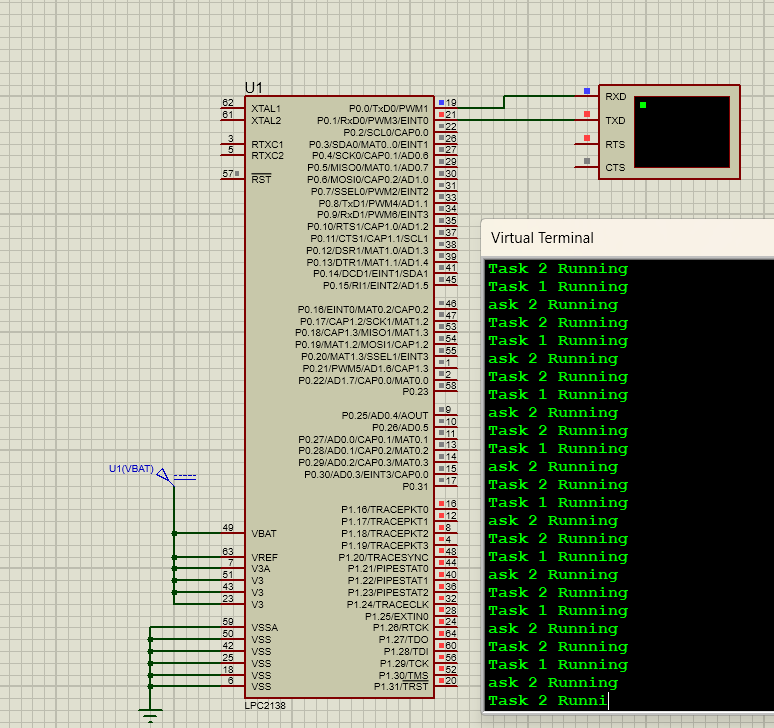 U1
62 XTAL1
61 XTAL2
3 RTXC1
5 RTXC2
57 RST
P0.0/TxD0/PWM1 19
P0.1/RxD0/PWM3/EINT0 21
P0.2/SCL0/CAP0.0 22
P0.3/SDA0/MAT0..0/EINT1 26
P0.4/SCK0/CAP0.1/AD0.6 27
P0.5/MISO0/MAT0.1/AD0.7 29
P0.6/MOSI0/CAP0.2/AD1.0 30
P0.7/SSEL0/PWM2/EINT2 31
P0.8/TxD1/PWM4/AD1.1 33
P0.9/RxD1/PWM6/EINT3 34
P0.10/RTS1/CAP1.0/AD1.2 35
P0.11/CTS1/CAP1.1/SCL1 37
P0.12/DSR1/MAT1.0/AD1.3 38
P0.13/DTR1/MAT1.1/AD1.4 39
P0.14/DCD1/EINT1/SDA1 41
P0.15/RI1/EINT2/AD1.5 45
P0.16/EINT0/MAT0.2/CAP0.2 46
P0.17/CAP1.2/SCK1/MAT1.2 47
P0.18/CAP1.3/MISO1/MAT1.3 53
P0.19/MAT1.2/MOSI1/CAP1.2 54
P0.20/MAT1.3/SSEL1/EINT3 55
P0.21/PWM5/AD1.6/CAP1.3 1
P0.22/AD1.7/CAP0.0/MAT0.0 2
P0.23 58
P0.25/AD0.4/AOUT 9
P0.26/AD0.5 10
P0.27/AD0.0/CAP0.1/MAT0.1 11
P0.28/AD0.1/CAP0.2/MAT0.2 13
P0.29/AD0.2/CAP0.3/MAT0.3 14
P0.30/AD0.3/EINT3/CAP0.0 15
P0.31 17
P1.16/TRACEPKT0 16
P1.17/TRACEPKT1 12
P1.18/TRACEPKT2 8
P1.19/TRACEPKT3 4
P1.20/TRACESYNC 48
P1.21/PIPESTAT0 44
P1.22/PIPESTAT1 40
P1.23/PIPESTAT2 36
P1.24/TRACECLK 32
P1.25/EXTIN0 28
P1.26/RTCK 24
P1.27/TDO 64
P1.28/TDI 60
P1.29/TCK 56
P1.30/TMS 52
P1.31/TRST 20
U1(VBAT)
49 VBAT
63 VREF
7 V3A
51 V3
43 V3
23 V3
59 VSSA
50 VSS
42 VSS
25 VSS
18 VSS
6 VSS
LPC2138
RXD
TXD
RTS
CTS
Virtual Terminal
Task 2 Running
Task 1 Running
ask 2 Running
Task 2 Running
Task 1 Running
ask 2 Running
Task 2 Running
Task 1 Running
ask 2 Running
Task 2 Running
Task 1 Running
ask 2 Running
Task 2 Running
Task 1 Running
ask 2 Running
Task 2 Running
Task 1 Running
ask 2 Running
Task 2 Running
Task 1 Running
ask 2 Running
Task 2 Running
Task 1 Running
ask 2 Running
Task 2 Runni